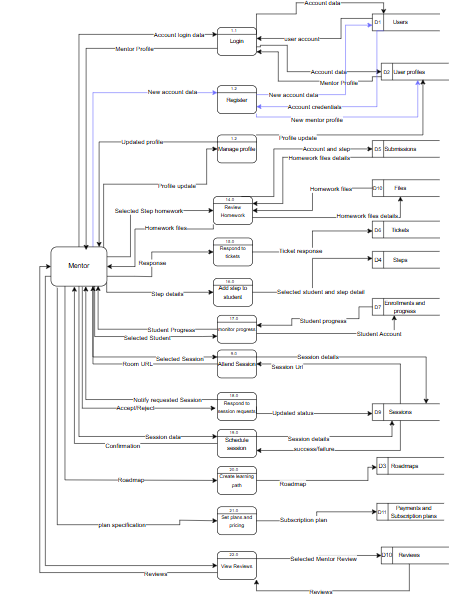 Account data
1.1
Login
D1
Users
Account login data
user account
Mentor Profile
Account data
D2
User profiles
Mentor Profile
1.3
Register
New account data
New account data
Account credentials
New mentor profile
1.2
Manage profile
Updated profile
Profile update
Profile update
Account and step
D5
Submissions
Homework files details
14.0
Review
Homework
Homework files
D10
Files
Selected Step homework
Homework files details
Homework files
D6
Tickets
15.0
Respond to
tickets
Ticket response
Mentor
Response
D4
Steps
16.0
Add step to
student
Step details
Selected student and step detail
D7
Enrollments and
progress
17.0
monitor progress
Student progress
Student Progress
Selected Student
Student Account
9.0
Attend Session
Selected Session
Session details
Room URL
Session Url
18.0
Respond to
session requests
Notify requested Session
Accept/Reject
Updated status
D9
Sessions
19.0
Schedule
session
Session data
Session details
Confirmation
success/failure
20.0
Create learning
path
Roadmap
Roadmap
D3
Roadmaps
21.0
Set plans and
pricing
plan specification
Subscription plan
D11
Payments and
Subscription plans
22.0
View Reviews
Selected Mentor Review
D10
Reviews
Reviews
Reviews